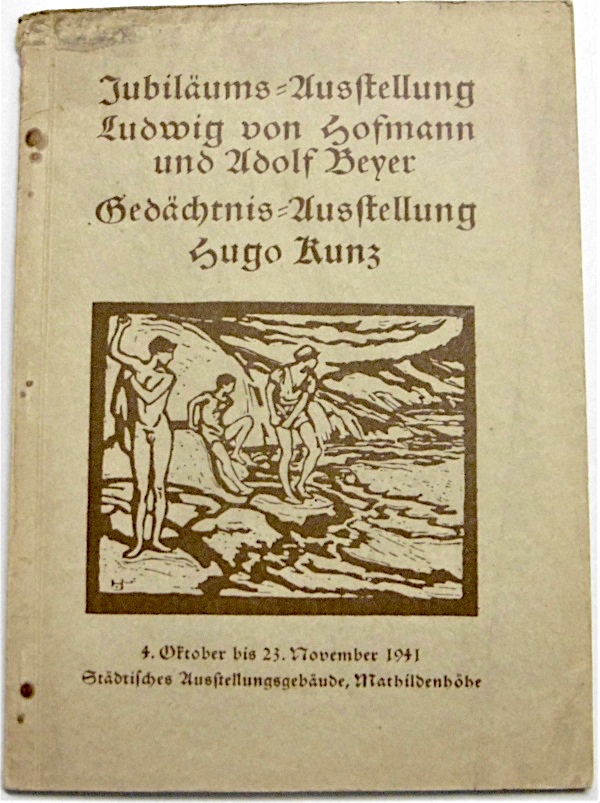 Jubiläums-Ausstellung
Ludwig von Hofmann
und Adolf Beyer
Gedächtnis-Ausstellung
Hugo Kunz
4. Oktober bis 23. November 1941
Städtisches Ausstellungsgebäude, Mathildenhöhe